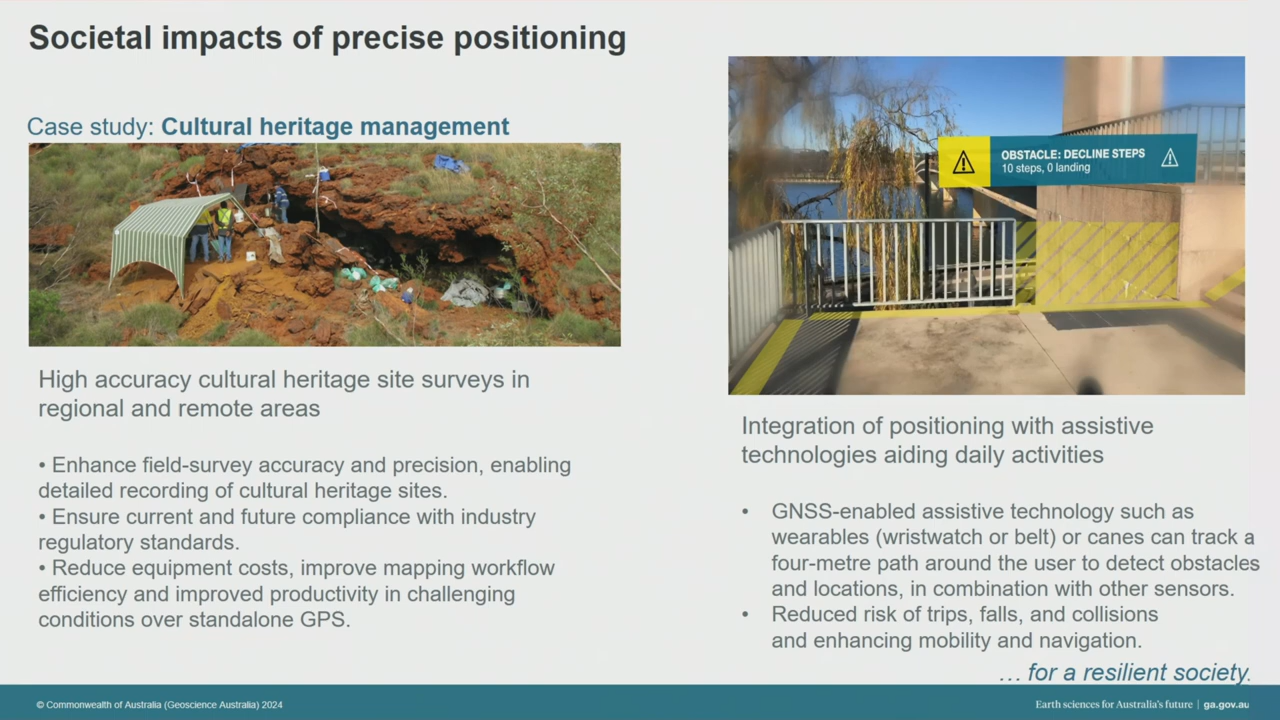 Societal impacts of precise positioning
Case study: Cultural heritage management
High accuracy cultural heritage site surveys in
regional and remote areas
• Enhance field-survey accuracy and precision, enabling
detailed recording of cultural heritage sites.
• Ensure current and future compliance with industry
regulatory standards.
• Reduce equipment costs, improve mapping workflow
efficiency and improved productivity in challenging
conditions over standalone GPS.
OBSTACLE: DECLINE STEPS
10 steps, 0 landing
Integration of positioning with assistive
technologies aiding daily activities
• GNSS-enabled assistive technology such as
wearables (wristwatch or belt) or canes can track a
four-metre path around the user to detect obstacles
and locations, in combination with other sensors.
• Reduced risk of trips, falls, and collisions
and enhancing mobility and navigation.
… for a resilient society.
© Commonwealth of Australia (Geoscience Australia) 2024
Earth sciences for Australia's future | ga.gov.au